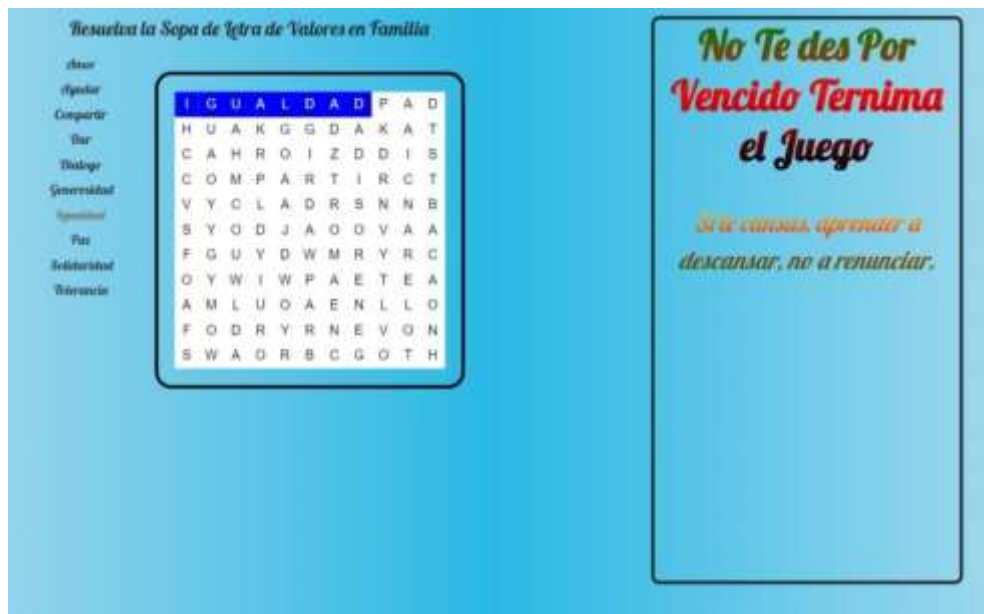 Resuelva la Sopa de Letra de Valores en Familia
Amor
Ayudar
Compartir
Dar
Dialogo
Generosidad
Igualdad
Paz
Solidaridad
Tolerancia
I G U A L D A D P A D
H U A K G G D A K A T
C A H R O I Z D D I S
C O M P A R T I R C T
V Y C L A D R S N N B
S Y O D J A O O V A A
F G U Y D W M R Y R C
O Y W I W P A E T E A
A M L U O A E N L L O
F O D R Y R N E V O N
S W A O R B C G O T H
No Te des Por
Vencido Ternima
el Juego
Si te cansas, aprender a
descansar, no a renunciar.